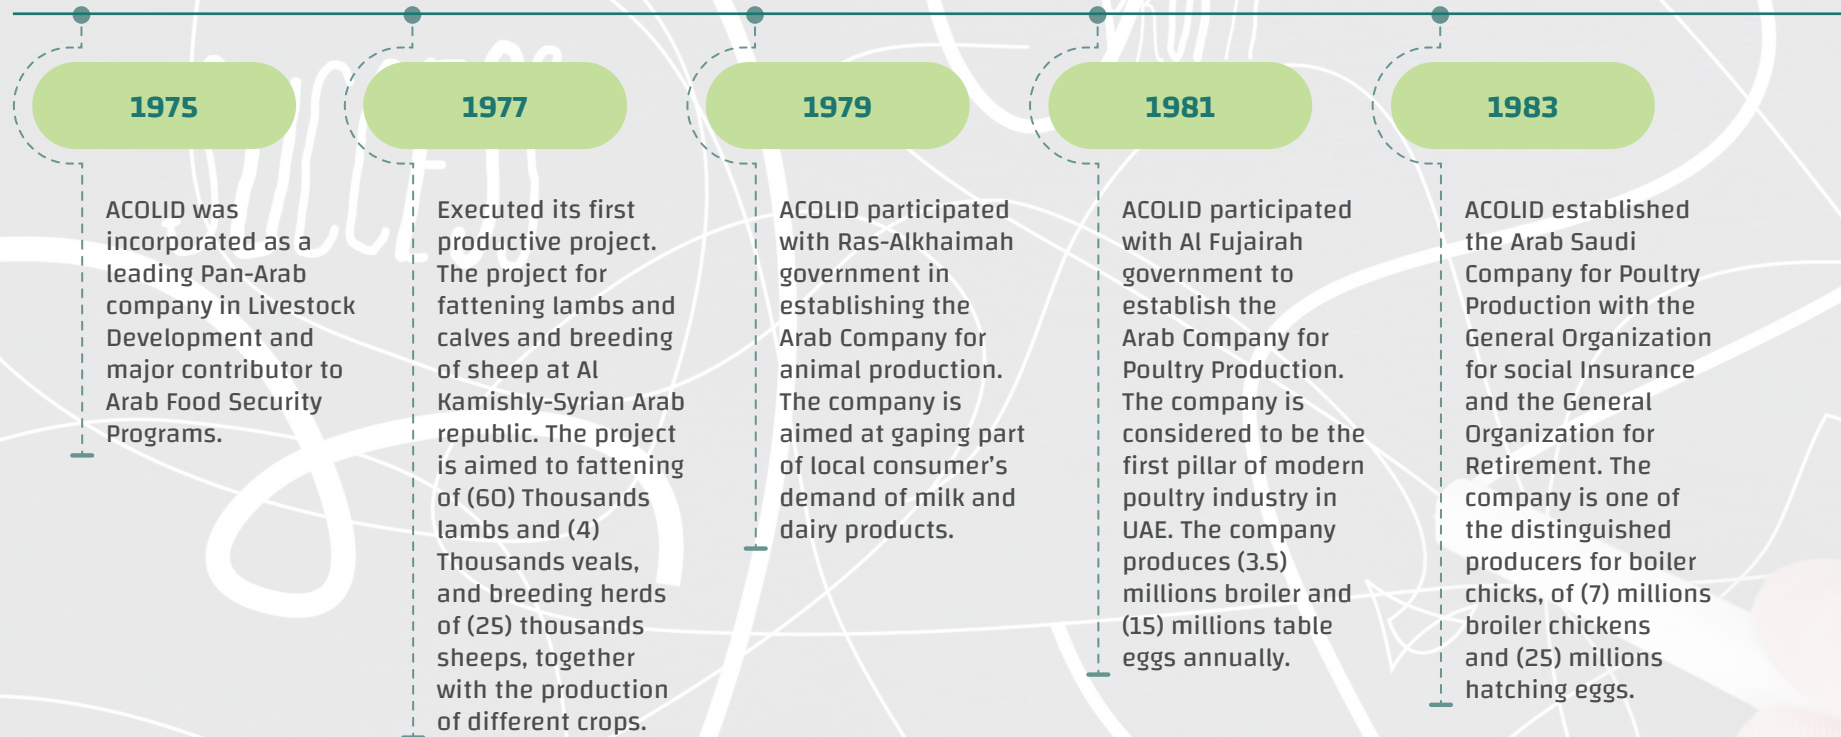 1975
ACOLID was
incorporated as a
leading Pan-Arab
company in Livestock
Development and
major contributor to
Arab Food Security
Programs.
1977
Executed its first
productive project.
The project for
fattening lambs and
calves and breeding
of sheep at Al
Kamishly-Syrian Arab
republic. The project
is aimed to fattening
of (60) Thousands
lambs and (4)
Thousands veals,
and breeding herds
of (25) thousands
sheeps, together
with the production
of different crops.
1979
ACOLID participated
with Ras-Alkhaimah
government in
establishing the
Arab Company for
animal production.
The company is
aimed at gaping part
of local consumer’s
demand of milk and
dairy products.
1981
ACOLID participated
with Al Fujairah
government to
establish the
Arab Company for
Poultry Production.
The company is
considered to be the
first pillar of modern
poultry industry in
UAE. The company
produces (3.5)
millions broiler and
(15) millions table
eggs annually.
1983
ACOLID established
the Arab Saudi
Company for Poultry
Production with the
General Organization
for social Insurance
and the General
Organization for
Retirement. The
company is one of
the distinguished
producers for boiler
chicks, of (7) millions
broiler chickens
and (25) millions
hatching eggs.
SUCCESS